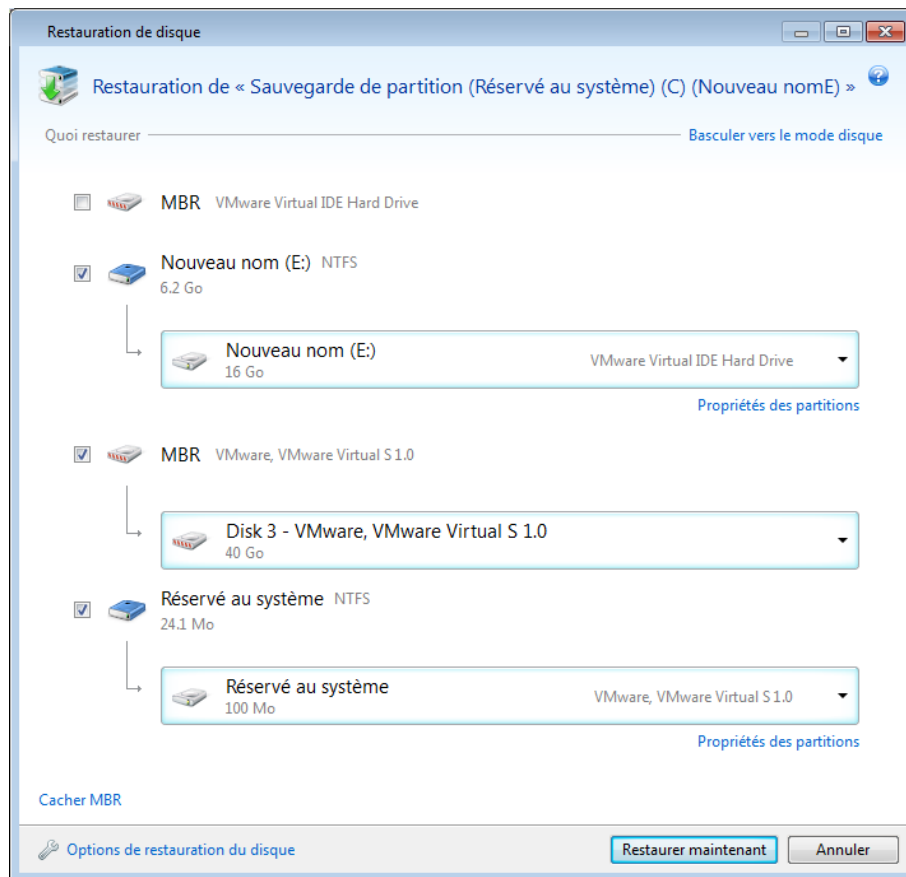 Restauration de disque
Restauration de « Sauvegarde de partition (Réservé au système) (C) (Nouveau nomE) »
Quoi restaurer
Basculer vers le mode disque
MBR VMware Virtual IDE Hard Drive
Nouveau nom (E:) NTFS
6.2 Go
Nouveau nom (E:)
16 Go
VMware Virtual IDE Hard Drive
Propriétés des partitions
MBR VMware, VMware Virtual S 1.0
Disk 3 - VMware, VMware Virtual S 1.0
40 Go
Réservé au système NTFS
24.1 Mo
Réservé au système
100 Mo
VMware, VMware Virtual S 1.0
Propriétés des partitions
Cacher MBR
Options de restauration du disque
Restaurer maintenant
Annuler